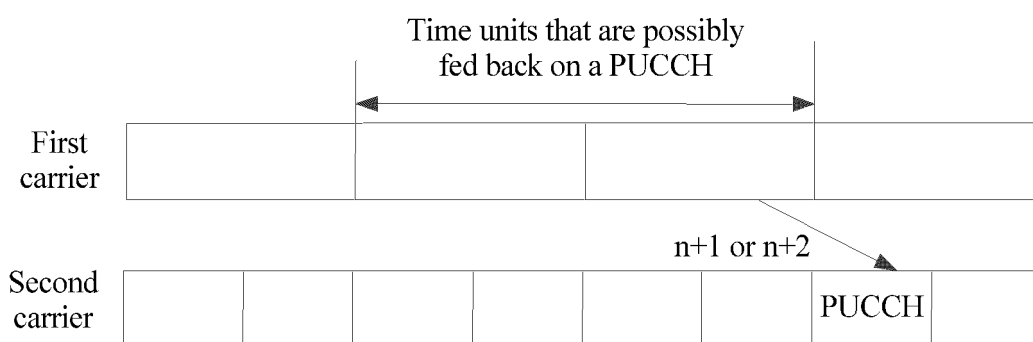 Time units that are possibly
fed back on a PUCCH
First
carrier
n+1 or n+2
Second
carrier
PUCCH